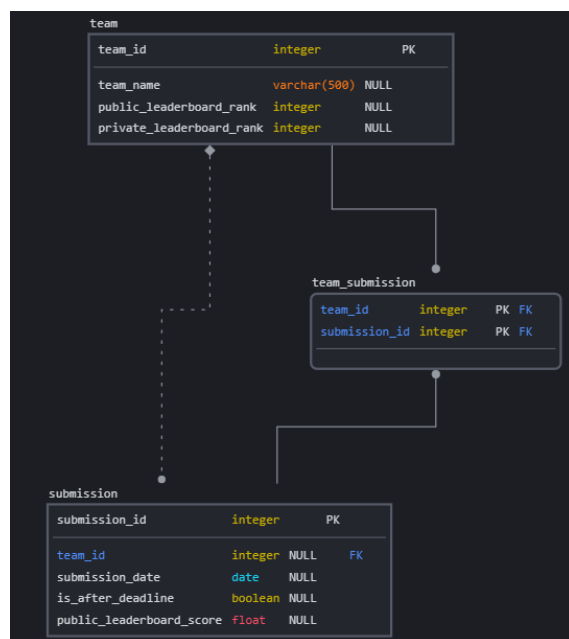 team
team_id integer PK
team_name varchar(500) NULL
public_leaderboard_rank integer NULL
private_leaderboard_rank integer NULL
team_submission
team_id integer PK FK
submission_id integer PK FK
submission
submission_id integer PK
team_id integer NULL FK
submission_date date NULL
is_after_deadline boolean NULL
public_leaderboard_score float NULL